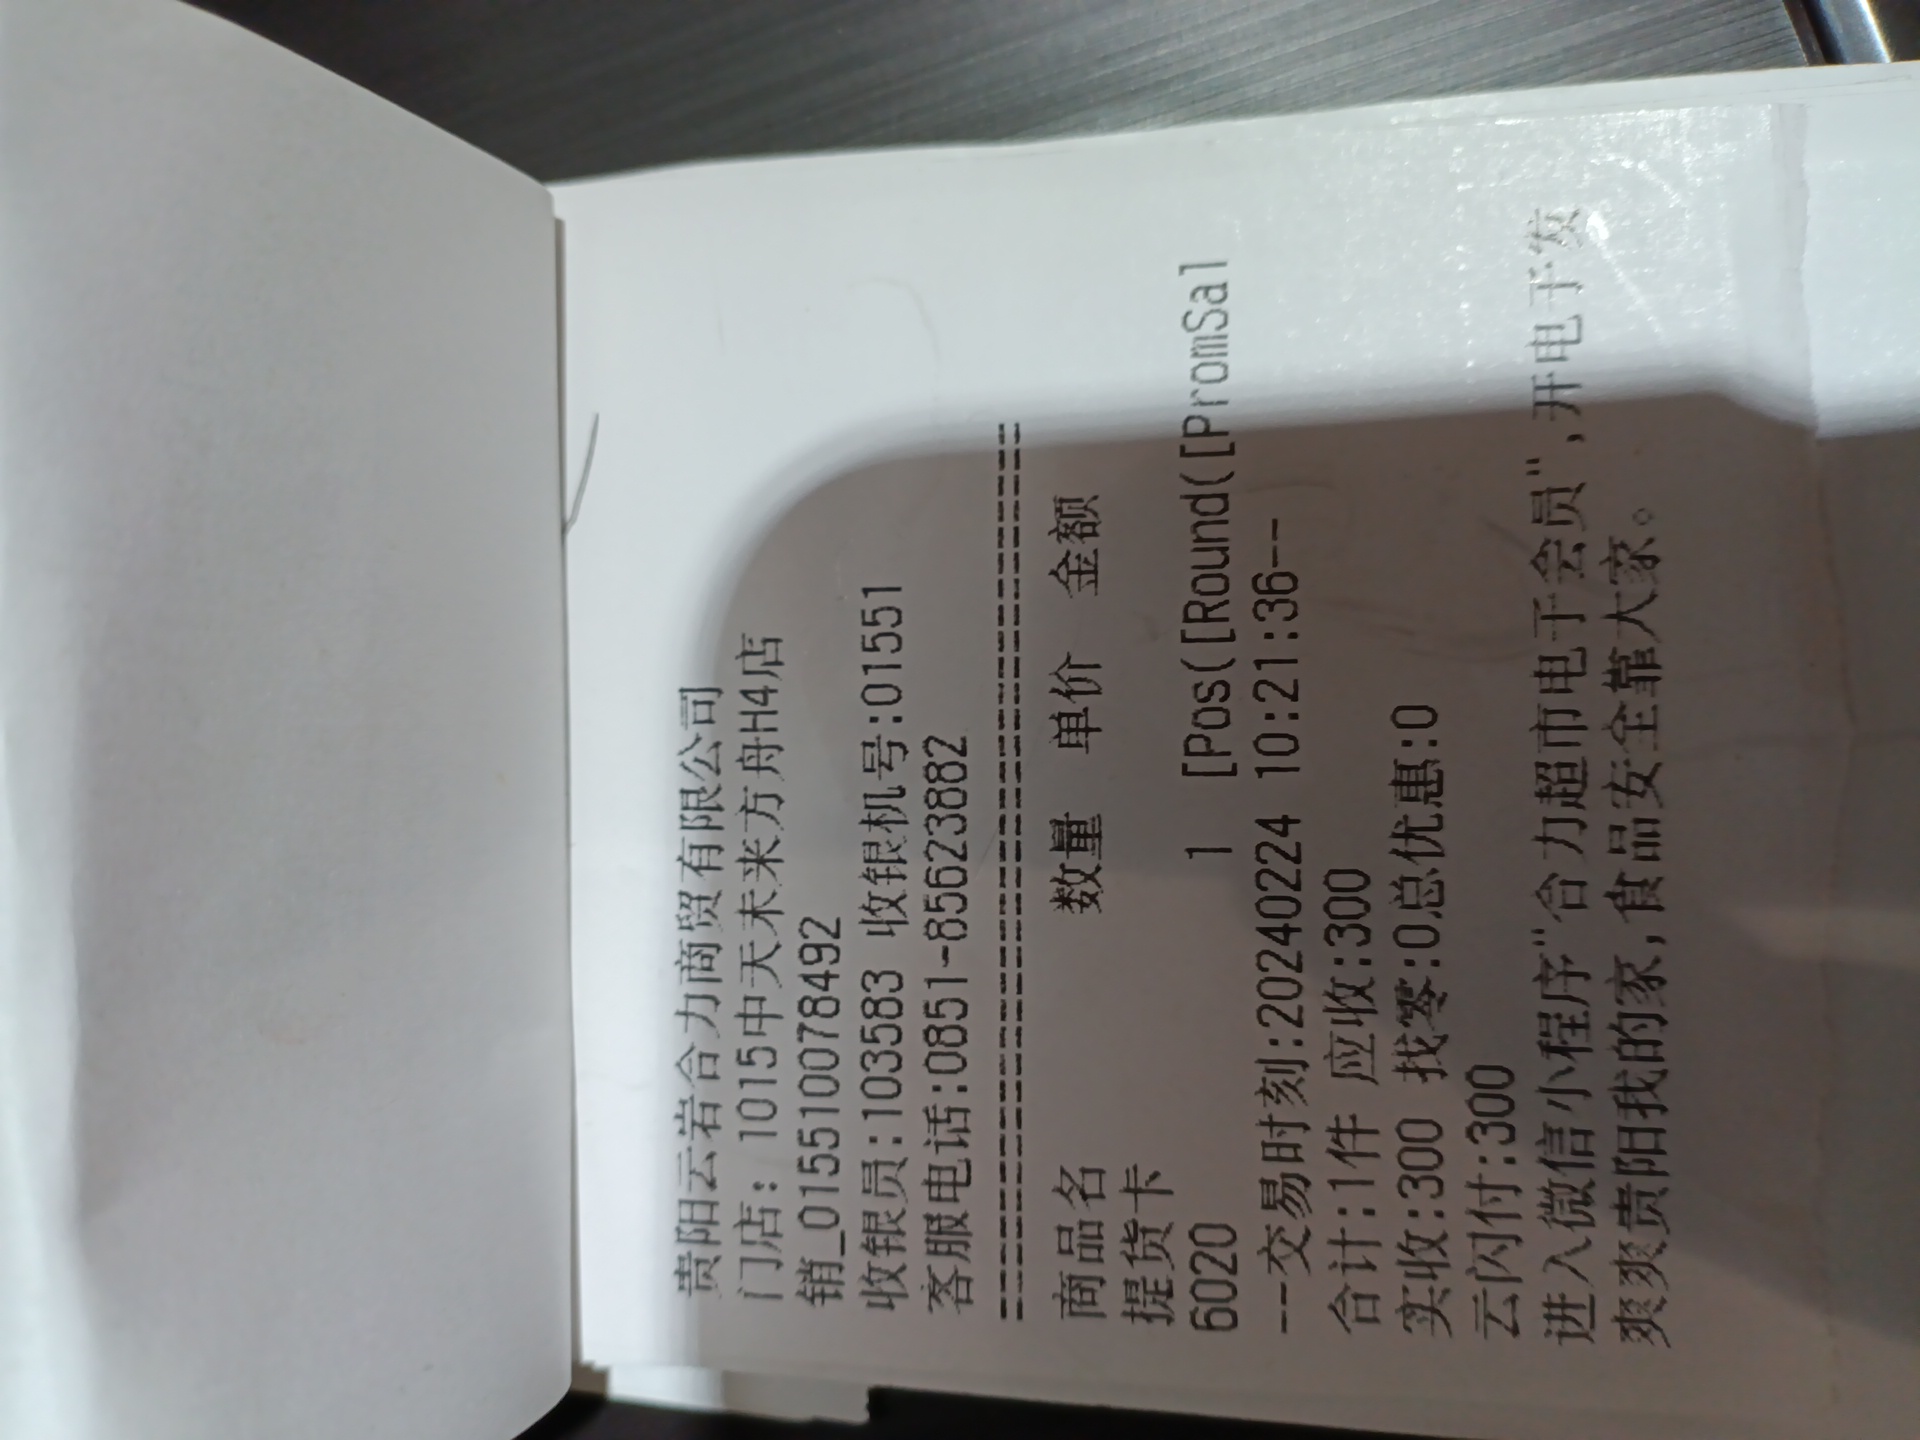 贵阳云岩合力商贸有限公司
门店: 1015中天未来方舟H4店
销_015510078492
收银员:103583 收银机号:01551
客服电话:0851-85623882
==============================
商品名 数量 单价 金额
提货卡
6020 1 [Pos([Round([PromSal
--交易时刻:20240224 10:21:36--
合计:1件 应收:300
实收:300 找零:0总优惠:0
云闪付:300
进入微信小程序"合力超市电子会员",开电子发
爽爽贵阳我的家,食品安全靠大家。